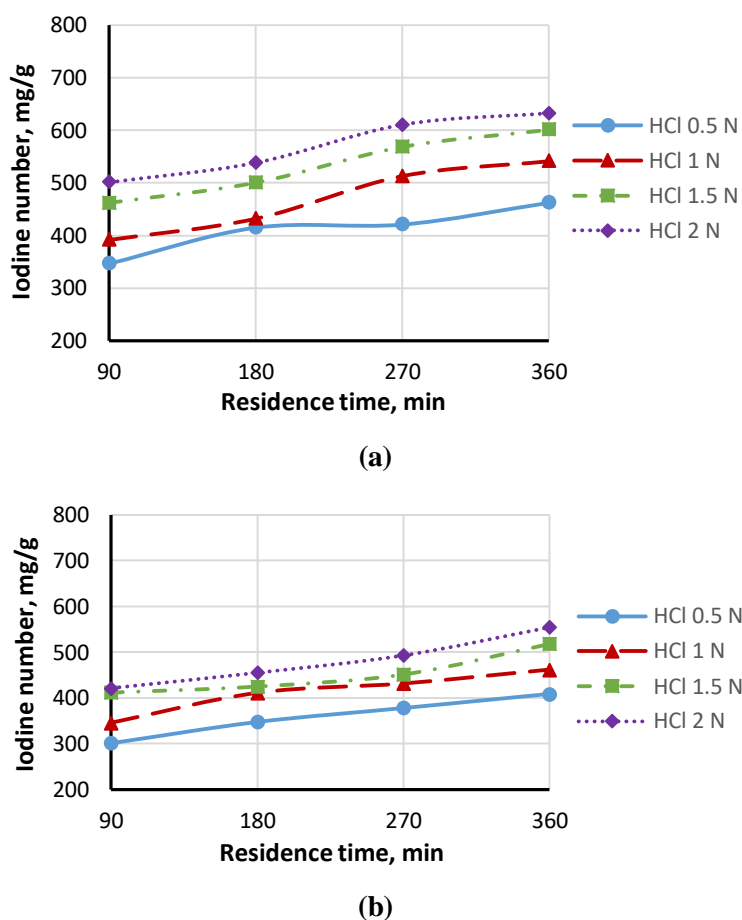 800
700
600
500
400
300
200
Iodine number, mg/g
90
180
270
360
Residence time, min
HCl 0.5 N
HCl 1 N
HCl 1.5 N
HCl 2 N
(a)
800
700
600
500
400
300
200
Iodine number, mg/g
90
180
270
360
Residence time, min
HCl 0.5 N
HCl 1 N
HCl 1.5 N
HCl 2 N
(b)